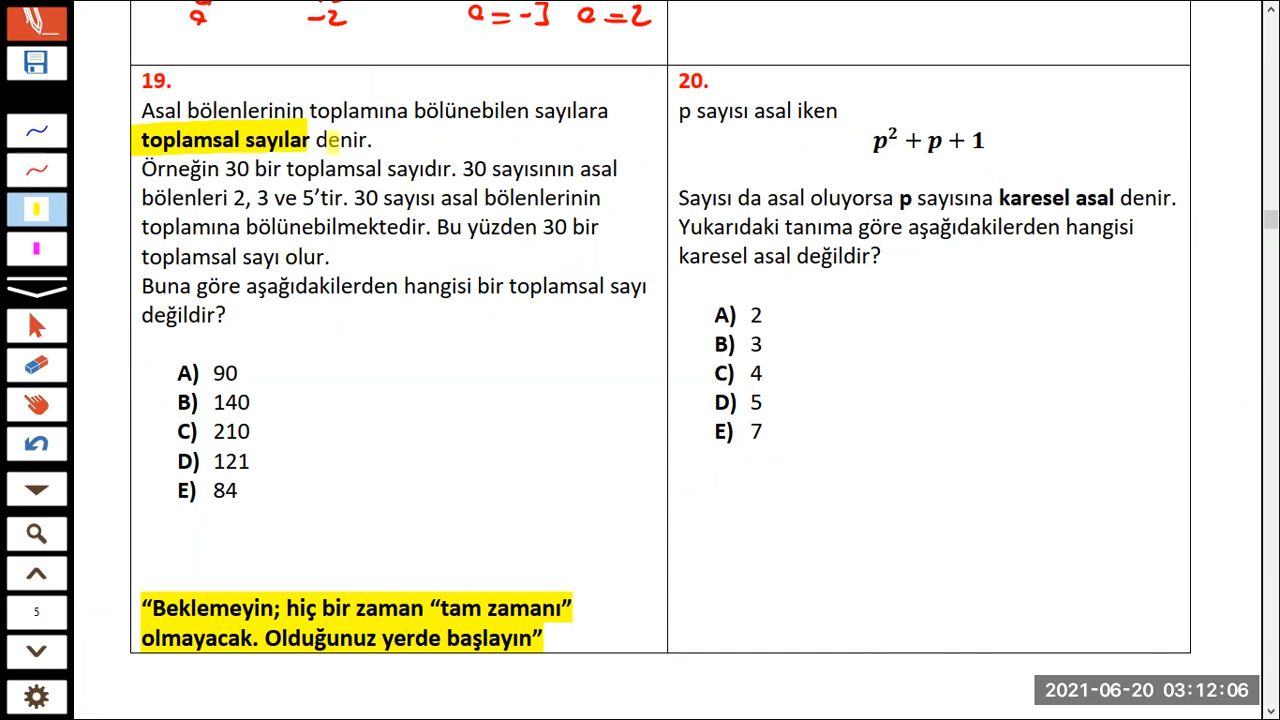 -2
a = -3 a = 2
19.
Asal bölenlerinin toplamına bölünebilen sayılara
toplamsal sayılar denir.
Örneğin 30 bir toplamsal sayıdır. 30 sayısının asal
bölenleri 2, 3 ve 5’tir. 30 sayısı asal bölenlerinin
toplamına bölünebilmektedir. Bu yüzden 30 bir
toplamsal sayı olur.
Buna göre aşağıdakilerden hangisi bir toplamsal sayı
değildir?
A) 90
B) 140
C) 210
D) 121
E) 84
“Beklemeyin; hiç bir zaman “tam zamanı”
olmayacak. Olduğunuz yerde başlayın”
20.
p sayısı asal iken
p² + p + 1
Sayısı da asal oluyorsa p sayısına karesel asal denir.
Yukarıdaki tanıma göre aşağıdakilerden hangisi
karesel asal değildir?
A) 2
B) 3
C) 4
D) 5
E) 7
5
2021-06-20 03:12:06